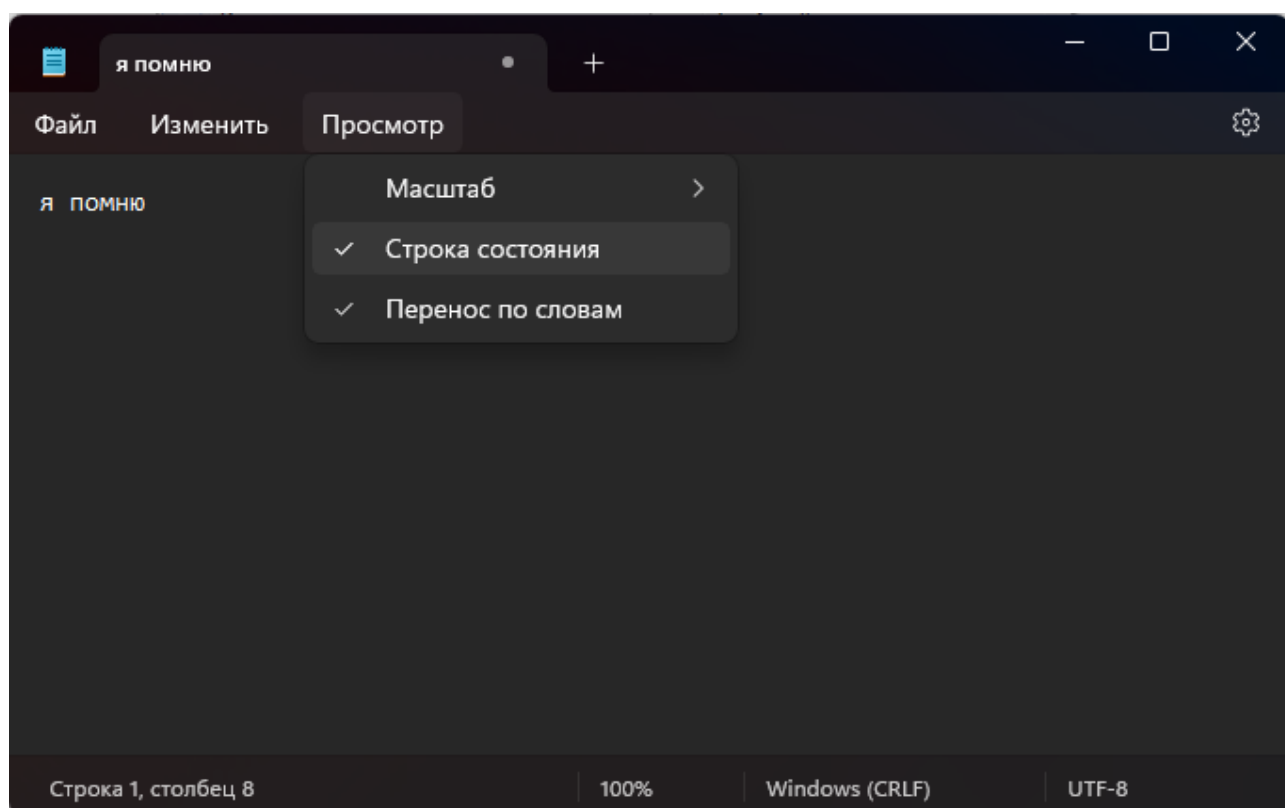 я помню
Файл Изменить Просмотр
я помню
Масштаб
Строка состояния
Перенос по словам
Строка 1, столбец 8 100% Windows (CRLF) UTF-8